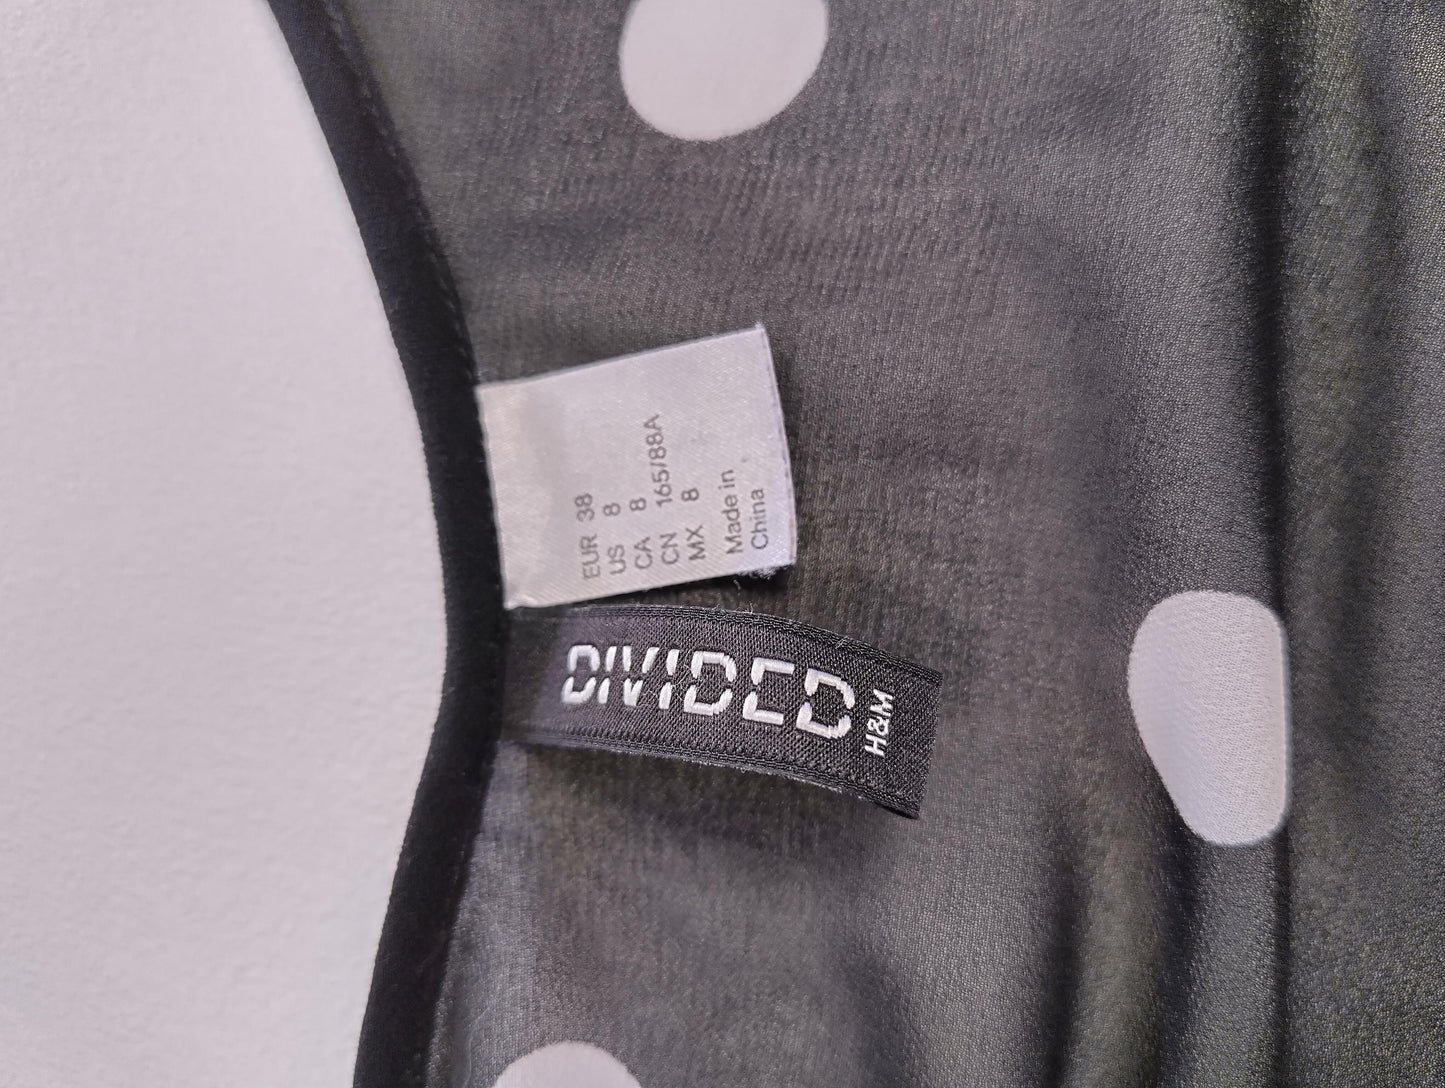 EUR 38
US 8
CA 8
CN 165/88A
MX 8
Made in
China
DIVIDED
H&M